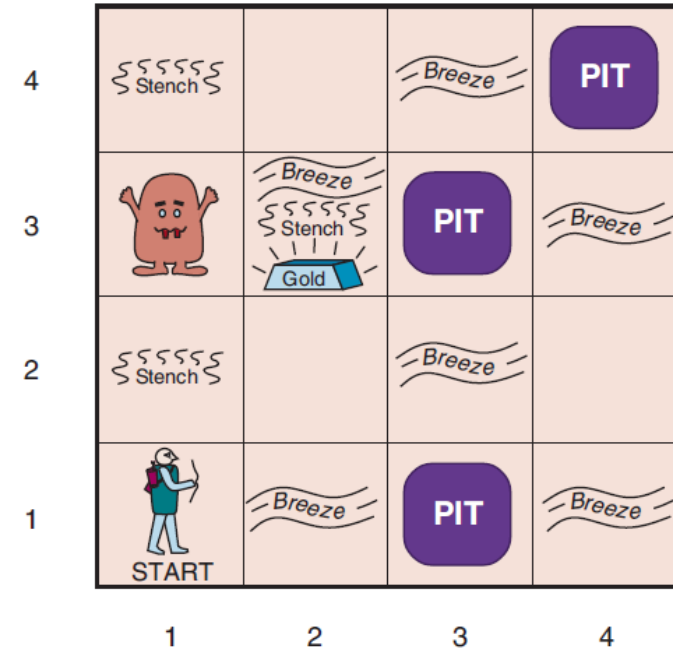 4
Stench
Breeze
PIT
3
Breeze
Stench
Gold
PIT
Breeze
2
Stench
Breeze
1
START
Breeze
PIT
Breeze
1 2 3 4